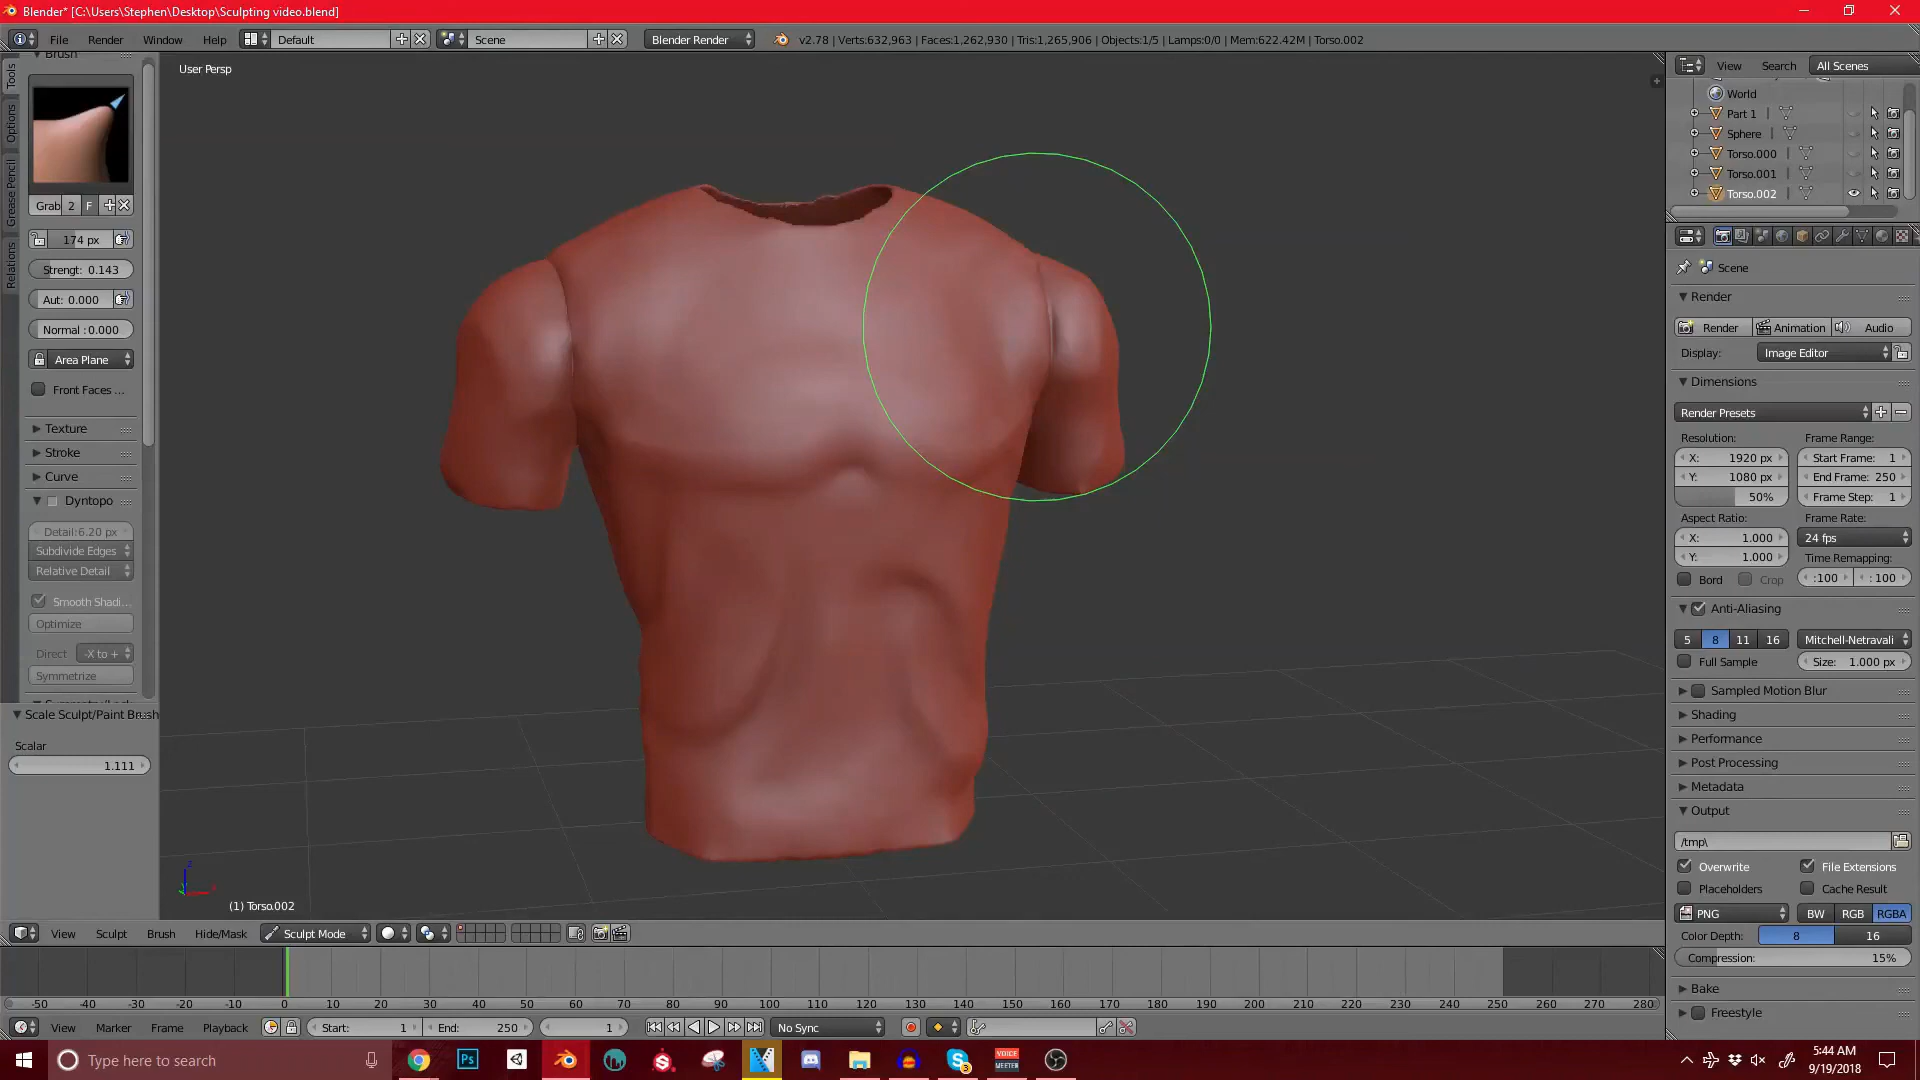 Blender* [C:\Users\Stephen\Desktop\Sculpting video.blend]
File Render Window Help Default Scene Blender Render v2.78 | Verts:632,963 | Faces:1,262,930 | Tris:1,265,906 | Objects:1/5 | Lamps:0/0 | Mem:622.42M | Torso.002
Tools
Options
Grease Pencil
Relations
Brush
Grab 2 F
174 px
Strengt: 0.143
Aut: 0.000
Normal : 0.000
Area Plane
Front Faces ...
Texture
Stroke
Curve
Dyntopo
Detail:6.20 px
Subdivide Edges
Relative Detail
Smooth Shadi...
Optimize
Direct -X to +
Symmetrize
Scale Sculpt/Paint Brush
Scalar
1.111
User Persp
(1) Torso.002
View Search All Scenes
World
Part 1
Sphere
Torso.000
Torso.001
Torso.002
Scene
Render
Render Animation Audio
Display: Image Editor
Dimensions
Render Presets
Resolution: Frame Range:
X: 1920 px Start Frame: 1
Y: 1080 px End Frame: 250
50% Frame Step: 1
Aspect Ratio: Frame Rate:
X: 1.000 24 fps
Y: 1.000 Time Remapping:
Bord Crop :100 : 100
Anti-Aliasing
5 8 11 16 Mitchell-Netravali
Full Sample Size: 1.000 px
Sampled Motion Blur
Shading
Performance
Post Processing
Metadata
Output
/tmp\
Overwrite File Extensions
Placeholders Cache Result
PNG BW RGB RGBA
Color Depth: 8 16
Compression: 15%
Bake
Freestyle
View Sculpt Brush Hide/Mask Sculpt Mode
-50 -40 -30 -20 -10 0 10 20 30 40 50 60 70 80 90 100 110 120 130 140 150 160 170 180 190 200 210 220 230 240 250 260 270 280
View Marker Frame Playback Start: 1 End: 250 1 No Sync
Type here to search
Ps
VOICE MEETER
3
5:44 AM
9/19/2018